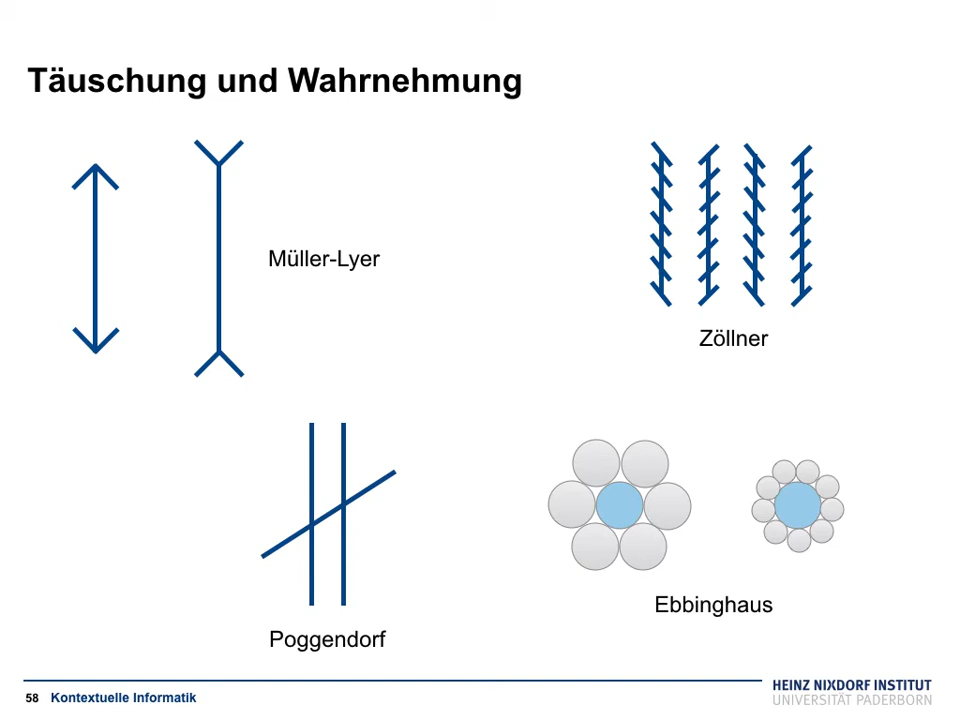 Täuschung und Wahrnehmung
Müller-Lyer
Zöllner
Poggendorf
Ebbinghaus
58 Kontextuelle Informatik
HEINZ NIXDORF INSTITUT
UNIVERSITÄT PADERBORN